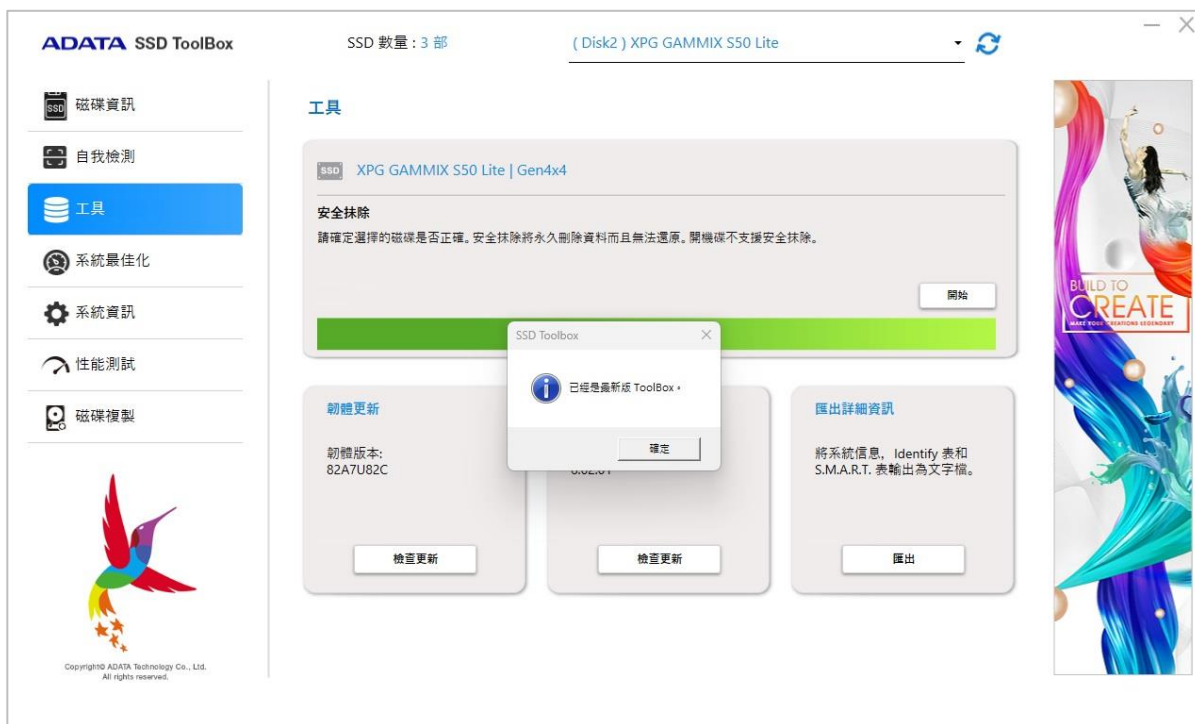 ADATA SSD ToolBox
SSD 數量 : 3 部
( Disk2 ) XPG GAMMIX S50 Lite
磁碟資訊
自我檢測
工具
系統最佳化
系統資訊
性能測試
磁碟複製
Copyright© ADATA Technology Co., Ltd.
All rights reserved.
工具
SSD
XPG GAMMIX S50 Lite | Gen4x4
安全抹除
請確定選擇的磁碟是否正確。安全抹除將永久刪除資料而且無法還原。開機碟不支援安全抹除。
開始
SSD Toolbox
已經是最新版 ToolBox。
確定
韌體更新
韌體版本:
82A7U82C
檢查更新
檢查更新
匯出詳細資訊
將系統信息, Identify 表和
S.M.A.R.T. 表輸出為文字檔。
匯出
BUILD TO
CREATE
MAKE YOUR CREATIONS LEGENDARY